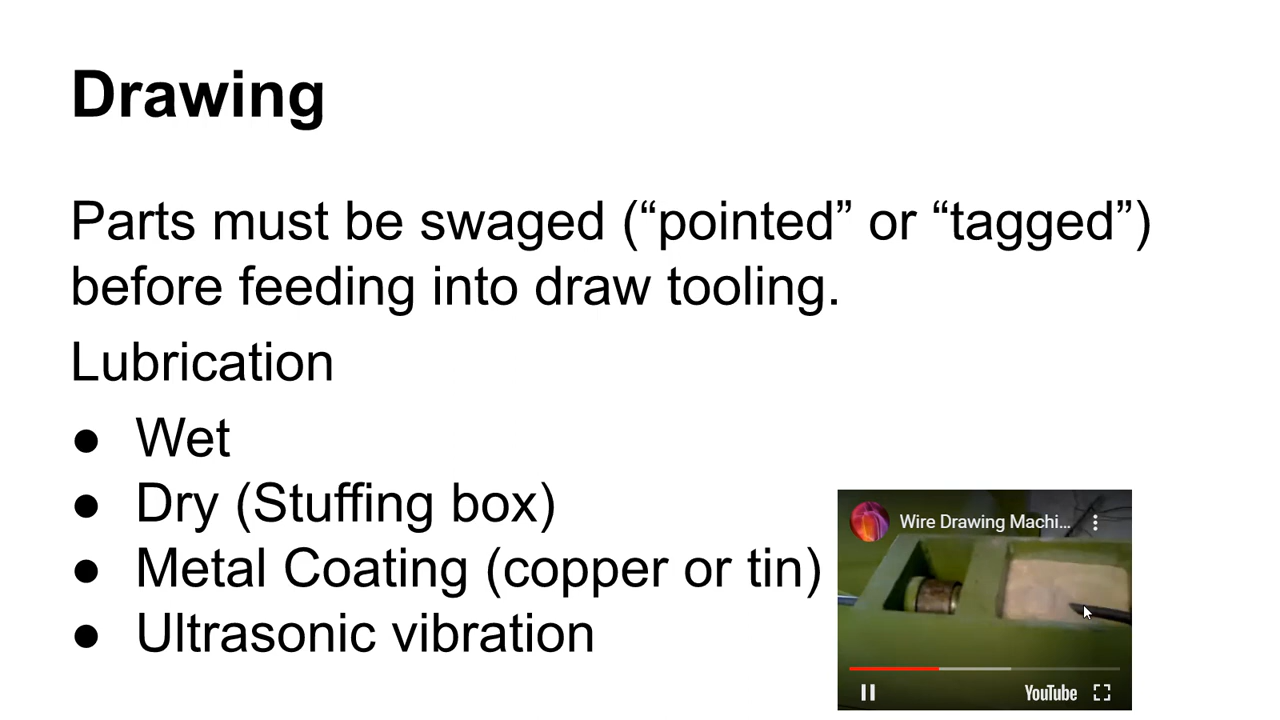 Drawing
Parts must be swaged (“pointed” or “tagged”)
before feeding into draw tooling.
Lubrication
● Wet
● Dry (Stuffing box)
● Metal Coating (copper or tin)
● Ultrasonic vibration
Wire Drawing Machi...
YouTube